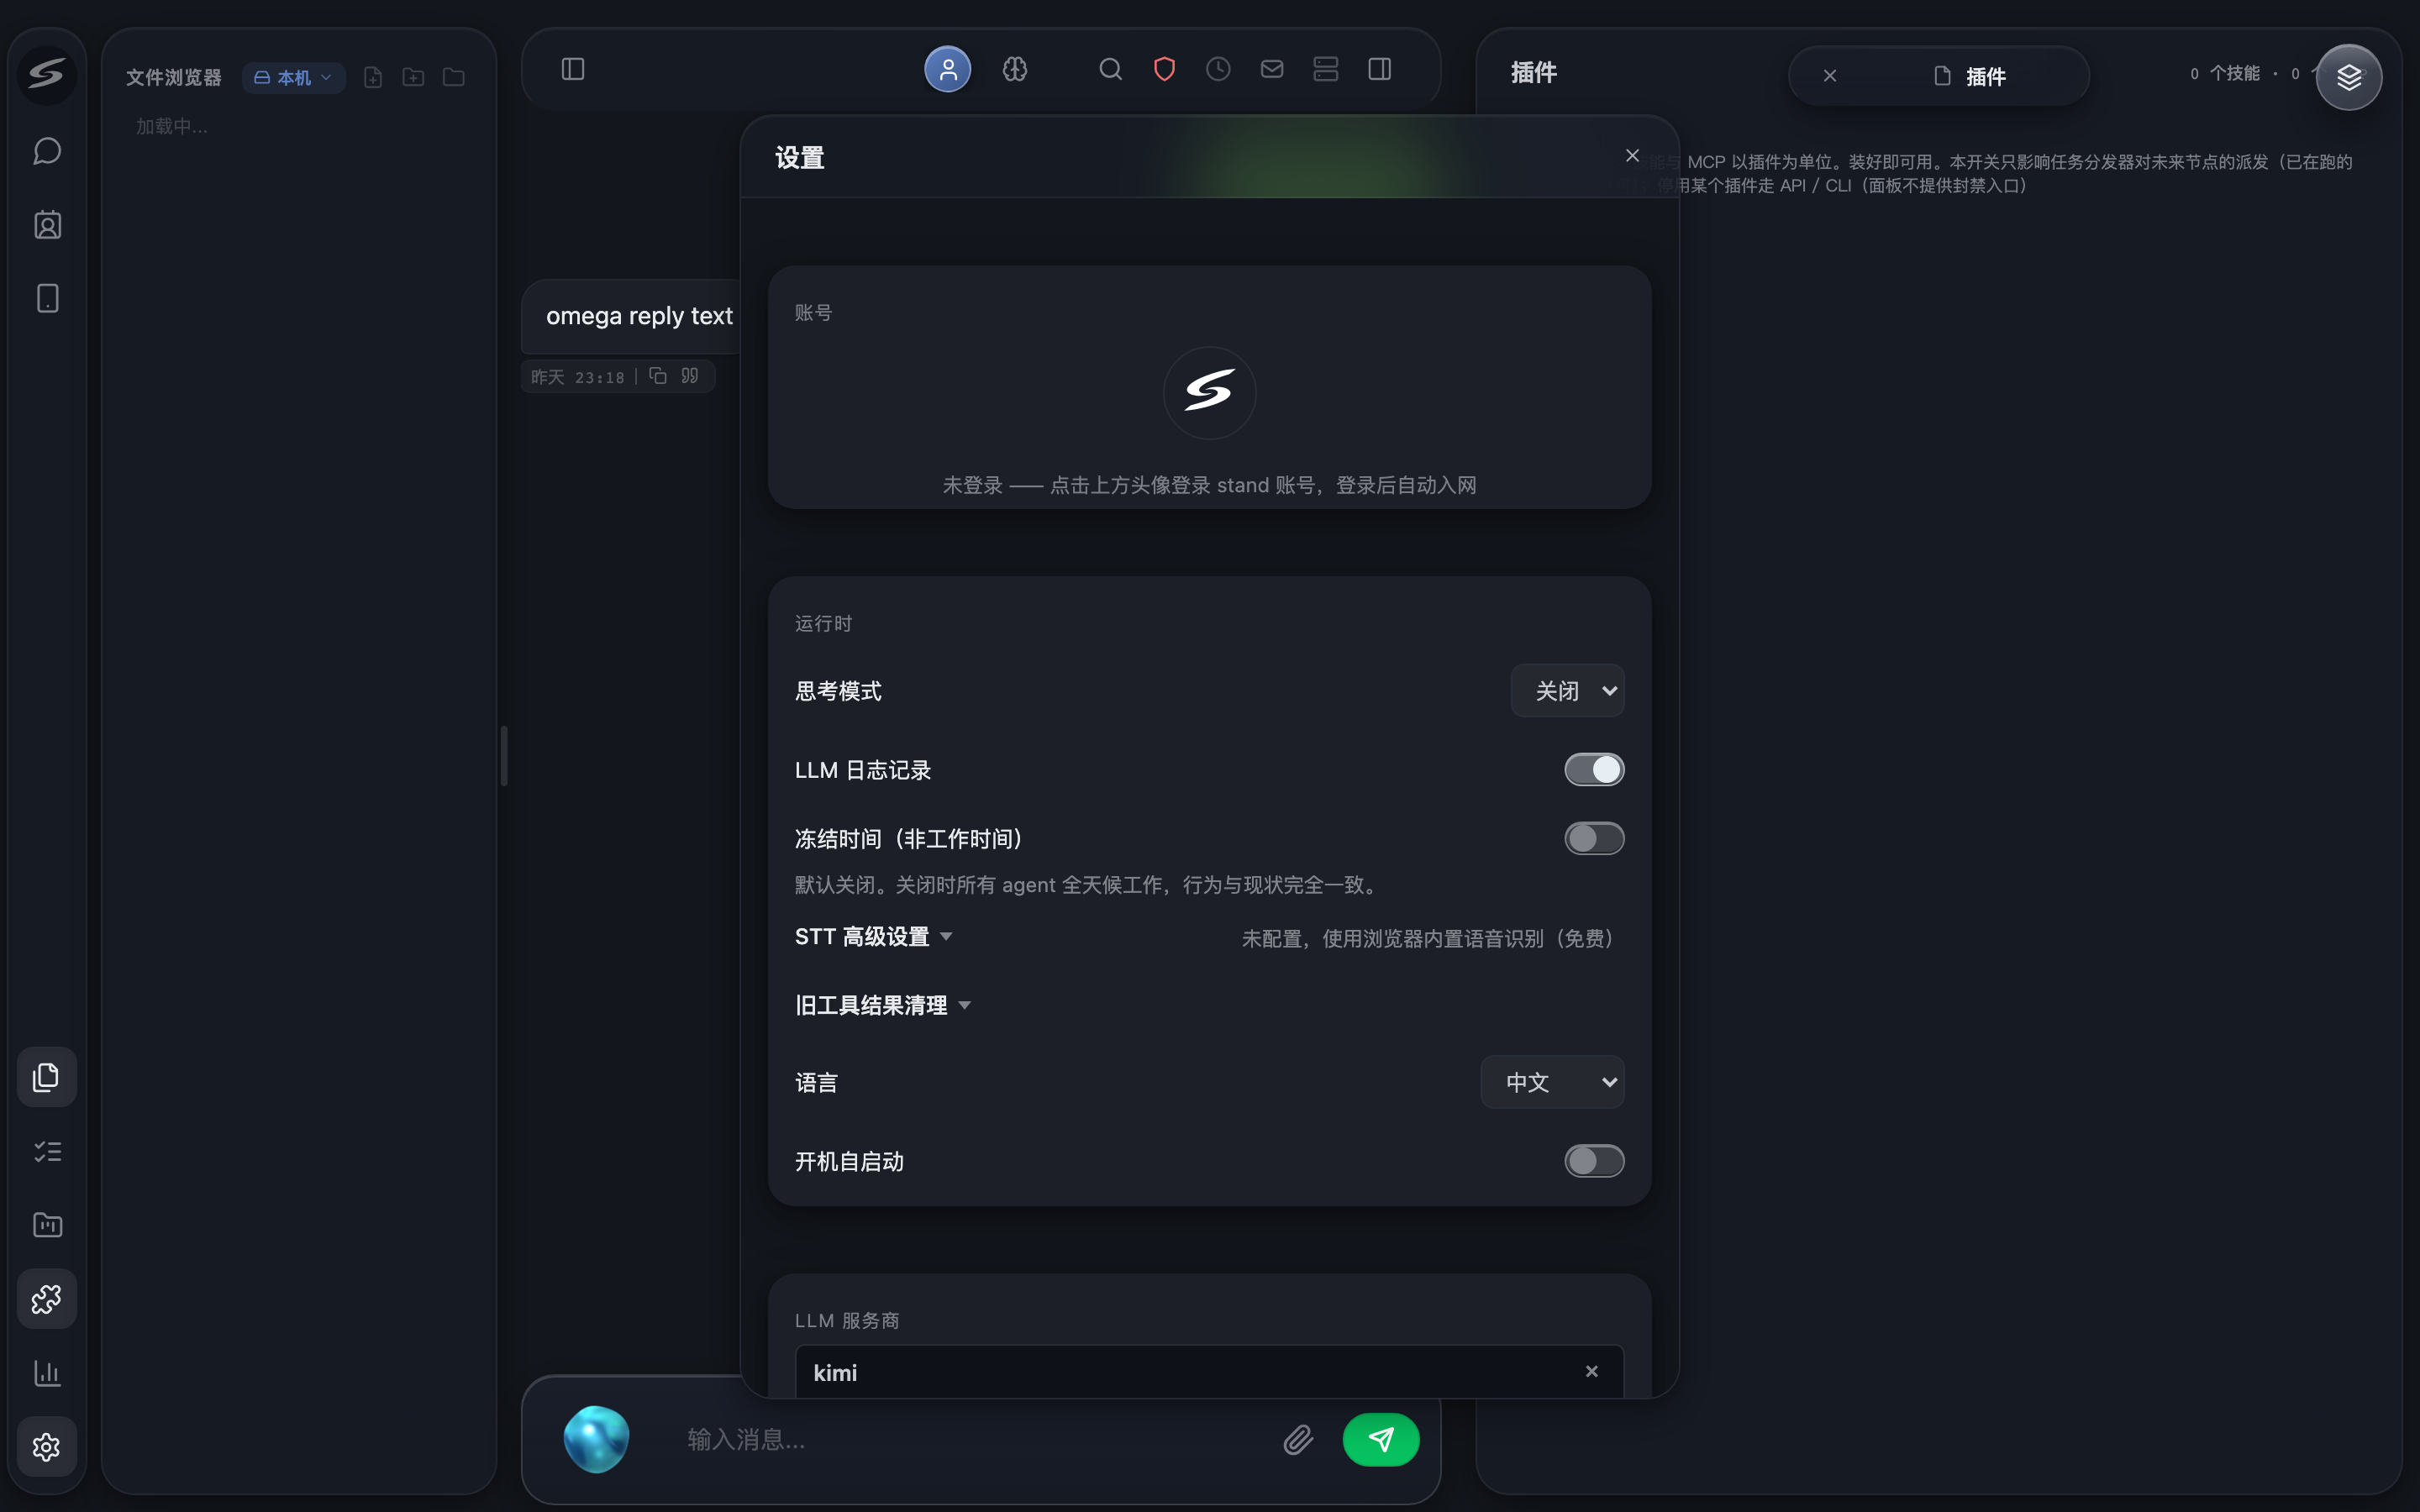 文件浏览器
本机
加载中...
omega reply text
昨天 23:18
设置
账号
未登录 —— 点击上方头像登录 stand 账号，登录后自动入网
运行时
思考模式
关闭
LLM 日志记录
冻结时间（非工作时间）
默认关闭。关闭时所有 agent 全天候工作，行为与现状完全一致。
STT 高级设置
未配置，使用浏览器内置语音识别（免费）
旧工具结果清理
语言
中文
开机自启动
LLM 服务商
kimi
输入消息...
插件
插件
0 个技能 · 0
能与 MCP 以插件为单位。装好即可用。本开关只影响任务分发器对未来节点的派发（已在跑的
停用某个插件走 API / CLI（面板不提供封禁入口）